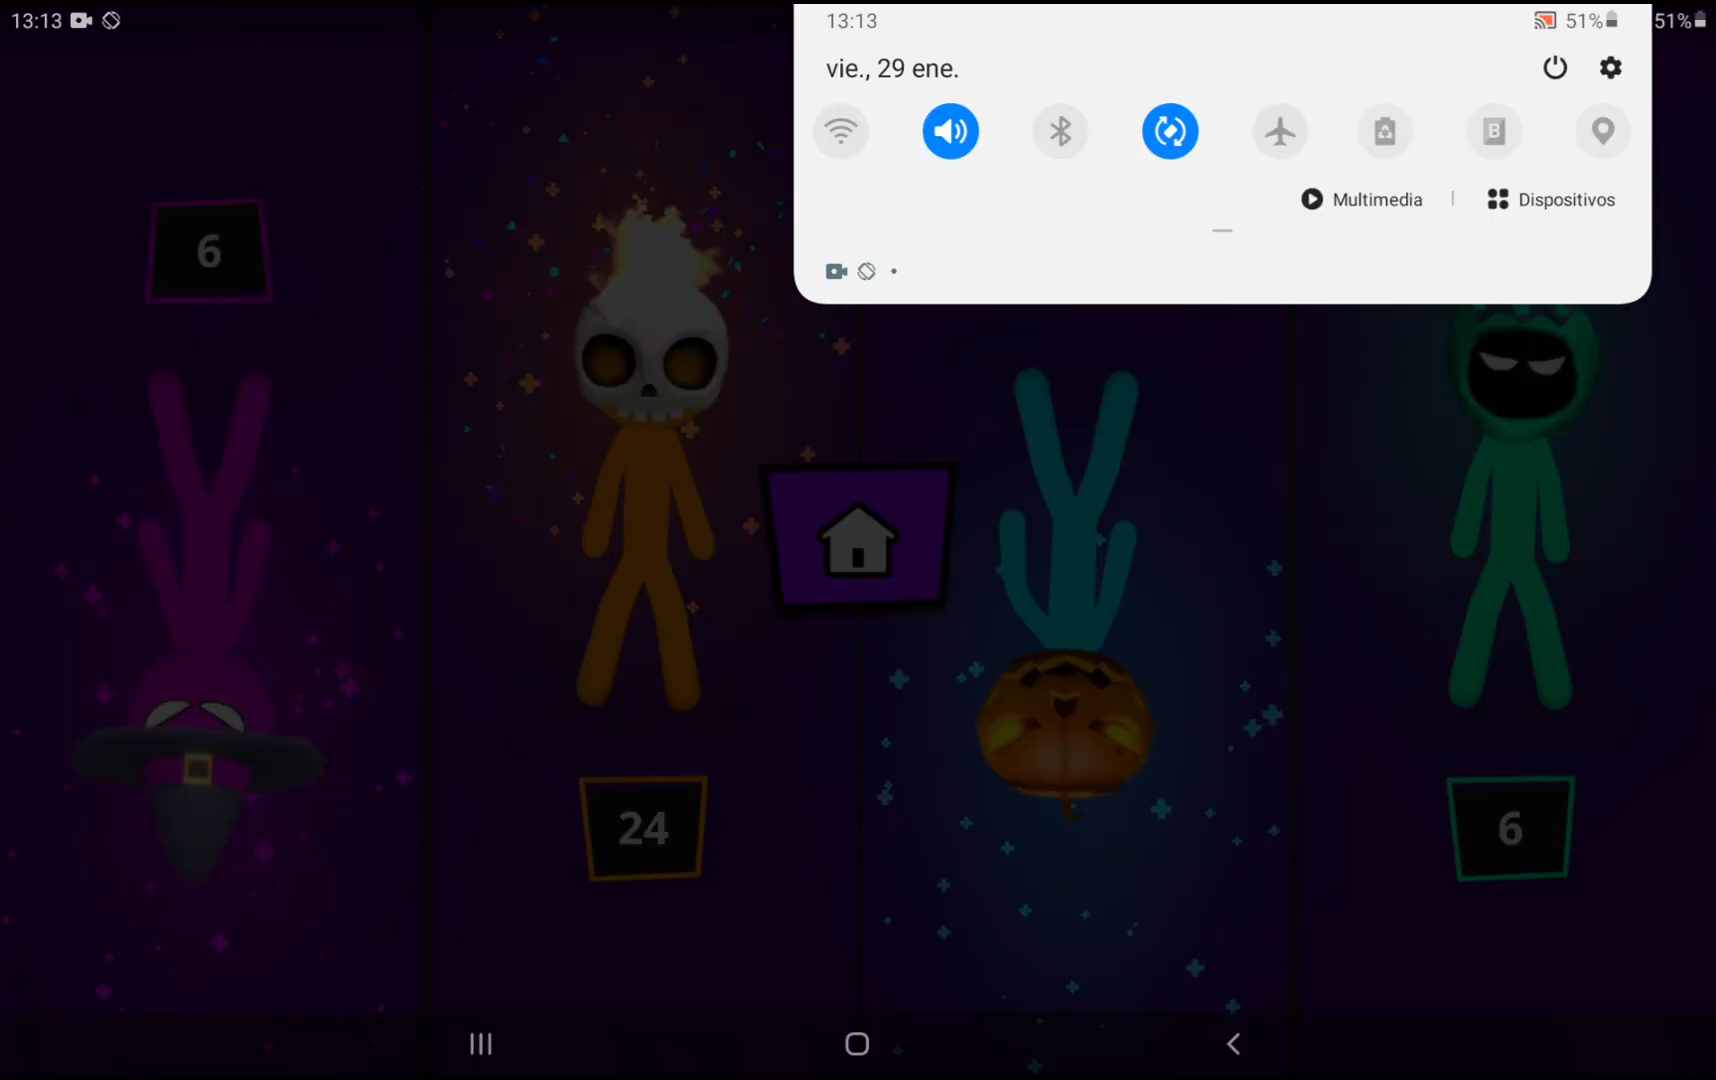 13:13
13:13
51%
51%
vie., 29 ene.
B
Multimedia
Dispositivos
6
24
6